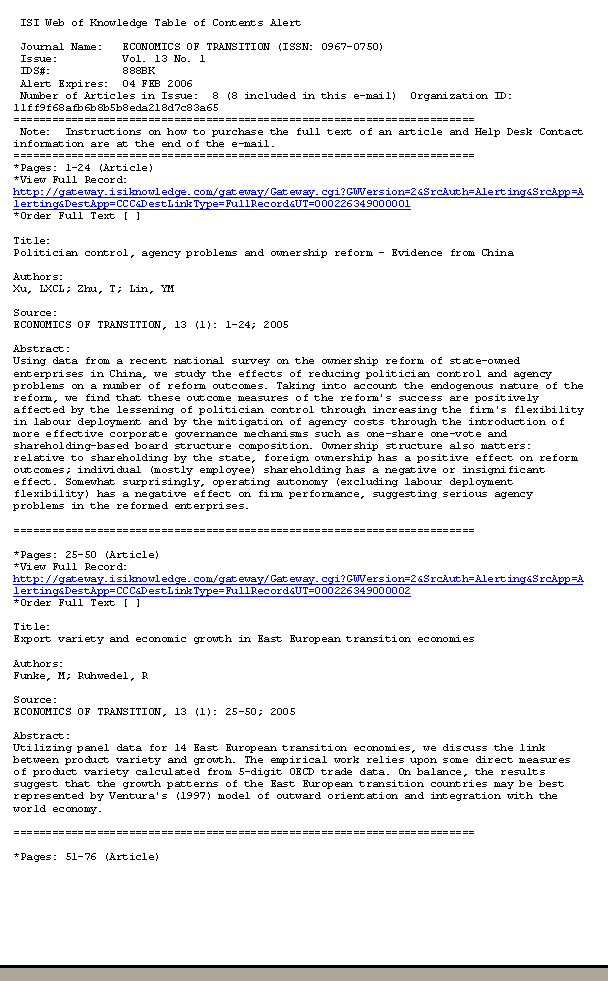 ISI Web of Knowledge Table of Contents Alert
Journal Name:   ECONOMICS OF TRANSITION (ISSN: 0967-0750)
Issue:          Vol. 13 No. 1
IDS#:           888BK
Alert Expires:  04 FEB 2006
Number of Articles in Issue:  8 (8 included in this e-mail)  Organization ID:
11ff9f68afb6b8b5b8eda218d7c83a65
========================================================================
Note:  Instructions on how to purchase the full text of an article and Help Desk Contact
information are at the end of the e-mail.
========================================================================
*Pages: 1-24 (Article)
*View Full Record:
http://gateway.isiknowledge.com/gateway/Gateway.cgi?GWVersion=2&SrcAuth=Alerting&SrcApp=A
lerting&DestApp=CCC&DestLinkType=FullRecord&UT=000226349000001
*Order Full Text [ ]
Title:
Politician control, agency problems and ownership reform - Evidence from China
Authors:
Xu, LXCL; Zhu, T; Lin, YM
Source:
ECONOMICS OF TRANSITION, 13 (1): 1-24; 2005
Abstract:
Using data from a recent national survey on the ownership reform of state-owned
enterprises in China, we study the effects of reducing politician control and agency
problems on a number of reform outcomes. Taking into account the endogenous nature of the
reform, we find that these outcome measures of the reform's success are positively
affected by the lessening of politician control through increasing the firm's flexibility
in labour deployment and by the mitigation of agency costs through the introduction of
more effective corporate governance mechanisms such as one-share one-vote and
shareholding-based board structure composition. Ownership structure also matters:
relative to shareholding by the state, foreign ownership has a positive effect on reform
outcomes; individual (mostly employee) shareholding has a negative or insignificant
effect. Somewhat surprisingly, operating autonomy (excluding labour deployment
flexibility) has a negative effect on firm performance, suggesting serious agency
problems in the reformed enterprises.
========================================================================
*Pages: 25-50 (Article)
*View Full Record:
http://gateway.isiknowledge.com/gateway/Gateway.cgi?GWVersion=2&SrcAuth=Alerting&SrcApp=A
lerting&DestApp=CCC&DestLinkType=FullRecord&UT=000226349000002
*Order Full Text [ ]
Title:
Export variety and economic growth in East European transition economies
Authors:
Funke, M; Ruhwedel, R
Source:
ECONOMICS OF TRANSITION, 13 (1): 25-50; 2005
Abstract:
Utilizing panel data for 14 East European transition economies, we discuss the link
between product variety and growth. The empirical work relies upon some direct measures
of product variety calculated from 5-digit OECD trade data. On balance, the results
suggest that the growth patterns of the East European transition countries may be best
represented by Ventura's (1997) model of outward orientation and integration with the
world economy.
========================================================================
*Pages: 51-76 (Article)